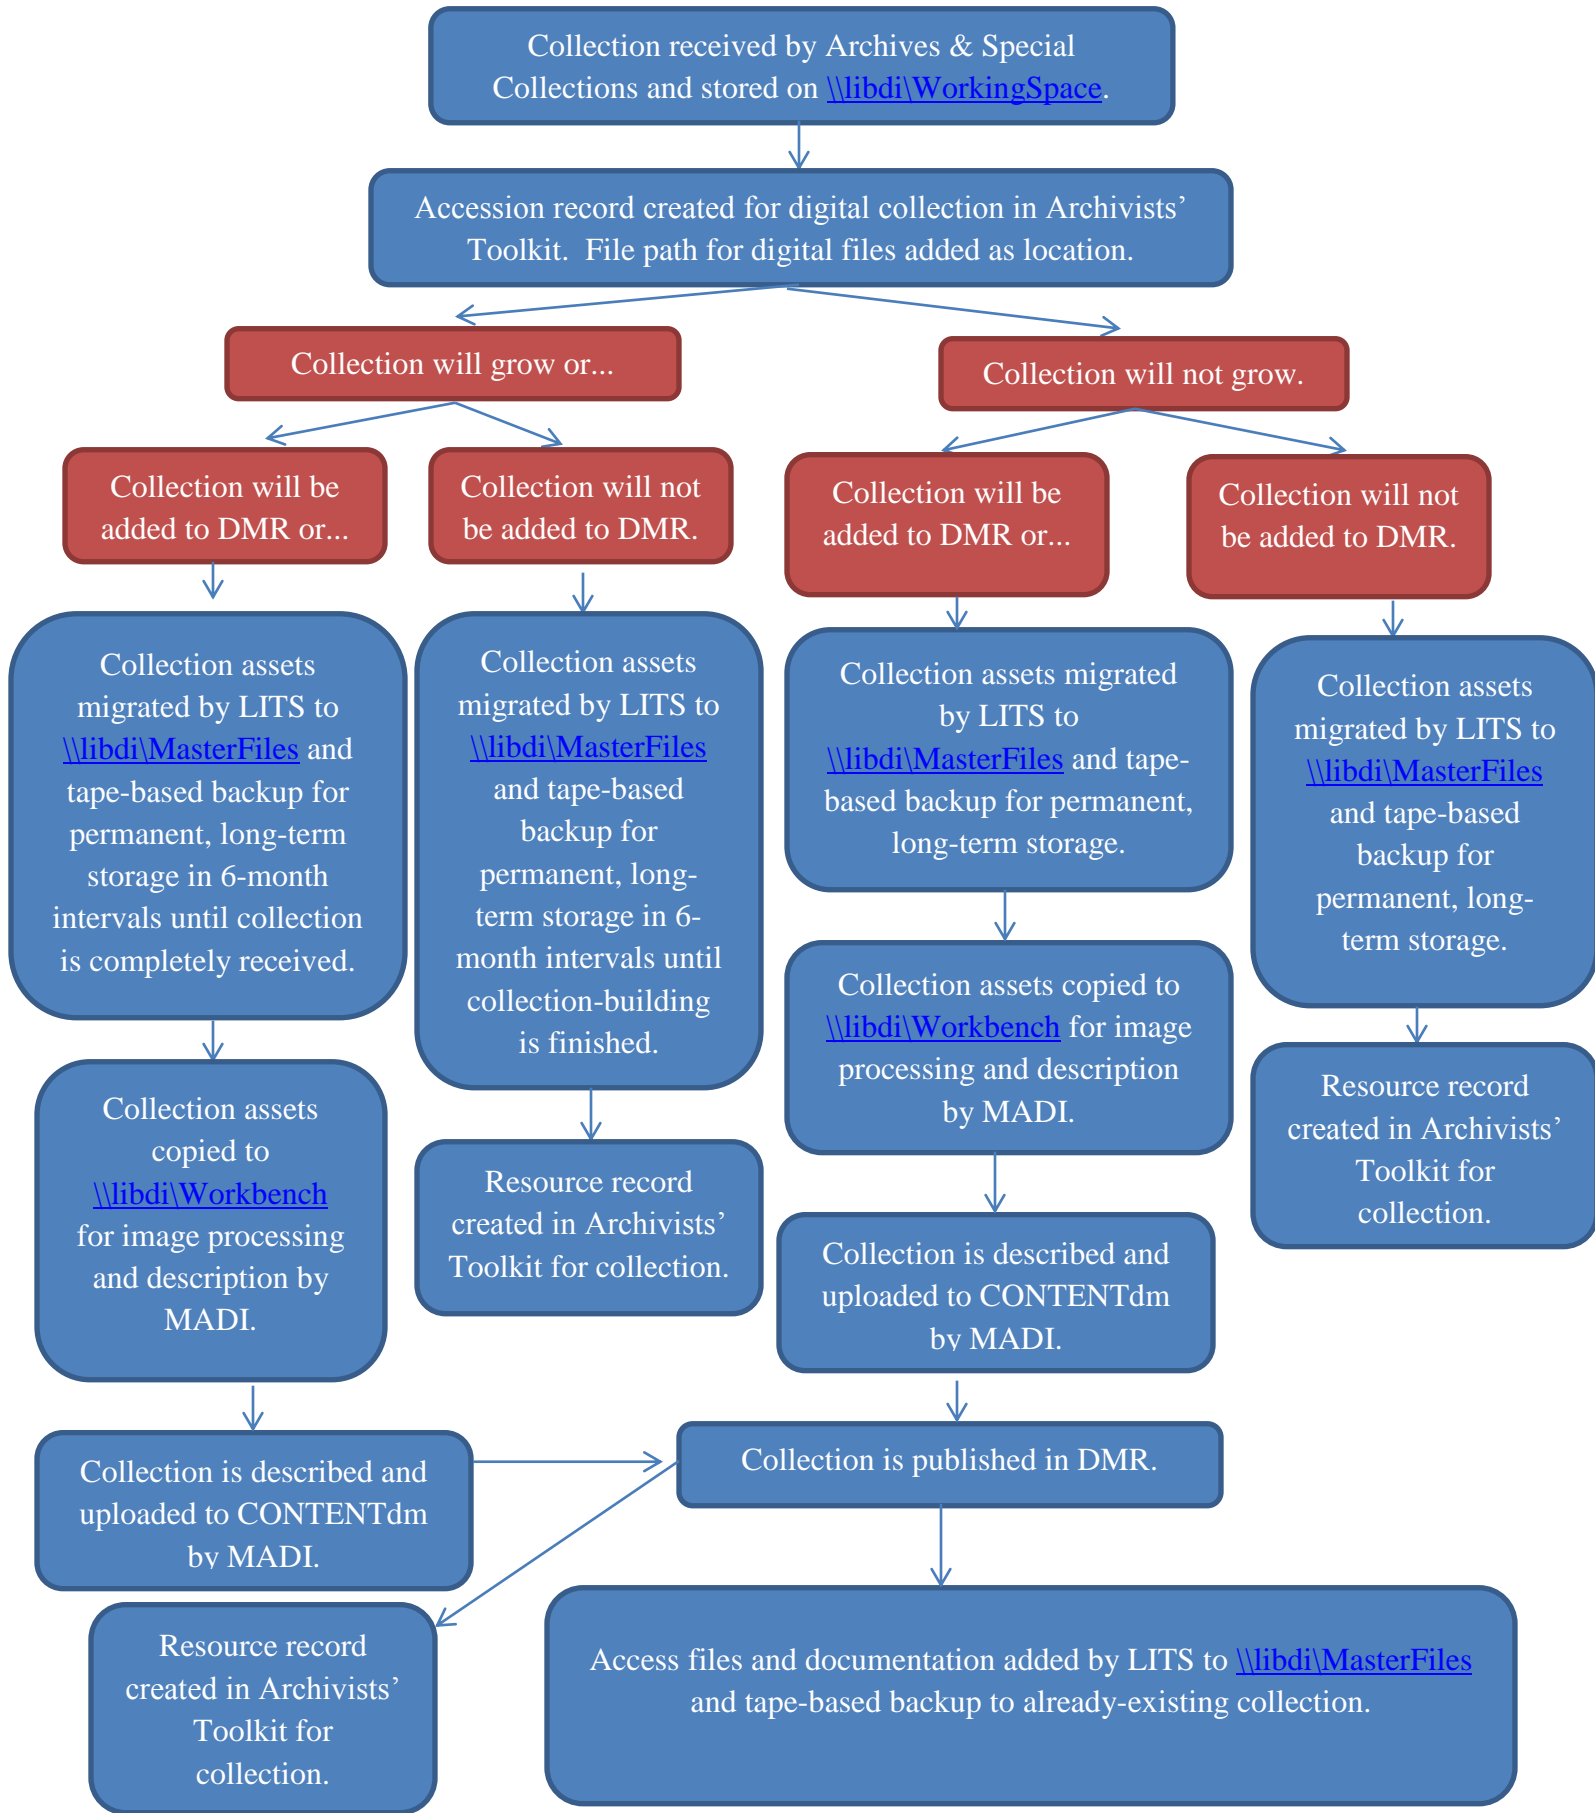 Collection received by Archives & Special
Collections and stored on \\libdi\WorkingSpace.
Accession record created for digital collection in Archivists’
Toolkit.  File path for digital files added as location.
Collection will grow or...
Collection will not grow.
Collection will be
added to DMR or...
Collection will not
be added to DMR.
Collection will be
added to DMR or...
Collection will not
be added to DMR.
Collection assets
migrated by LITS to
\\libdi\MasterFiles and
tape-based backup for
permanent, long-term
storage in 6-month
intervals until collection
is completely received.
Collection assets
migrated by LITS to
\\libdi\MasterFiles
and tape-based
backup for
permanent, long-
term storage in 6-
month intervals until
collection-building
is finished.
Collection assets migrated
by LITS to
\\libdi\MasterFiles and tape-
based backup for permanent,
long-term storage.
Collection assets
migrated by LITS to
\\libdi\MasterFiles
and tape-based
backup for
permanent, long-
term storage.
Collection assets copied to
\\libdi\Workbench for image
processing and description
by MADI.
Resource record
created in Archivists’
Toolkit for
collection.
Collection assets
copied to
\\libdi\Workbench
for image processing
and description by
MADI.
Resource record
created in Archivists’
Toolkit for collection.
Collection is described and
uploaded to CONTENTdm
by MADI.
Collection is described and
uploaded to CONTENTdm
by MADI.
Collection is published in DMR.
Resource record
created in Archivists’
Toolkit for
collection.
Access files and documentation added by LITS to \\libdi\MasterFiles
and tape-based backup to already-existing collection.